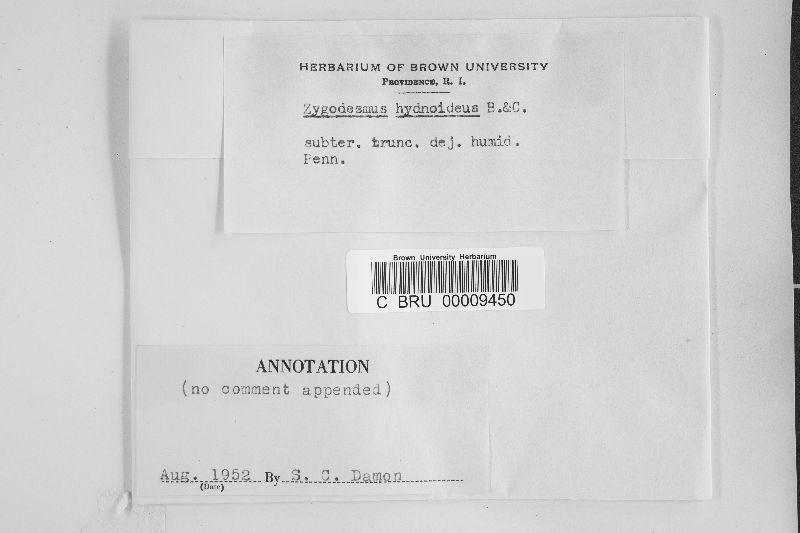 HERBARIUM OF BROWN UNIVERSITY
PROVIDENCE, R. I.
Zygodesmus hydnoideus B.&C.
subter. trunc. dej. humid.
Penn.
Brown University Herbarium
C BRU 00009450
ANNOTATION
(no comment appended)
Aug. 1952 By S. C. Damon
(Date)